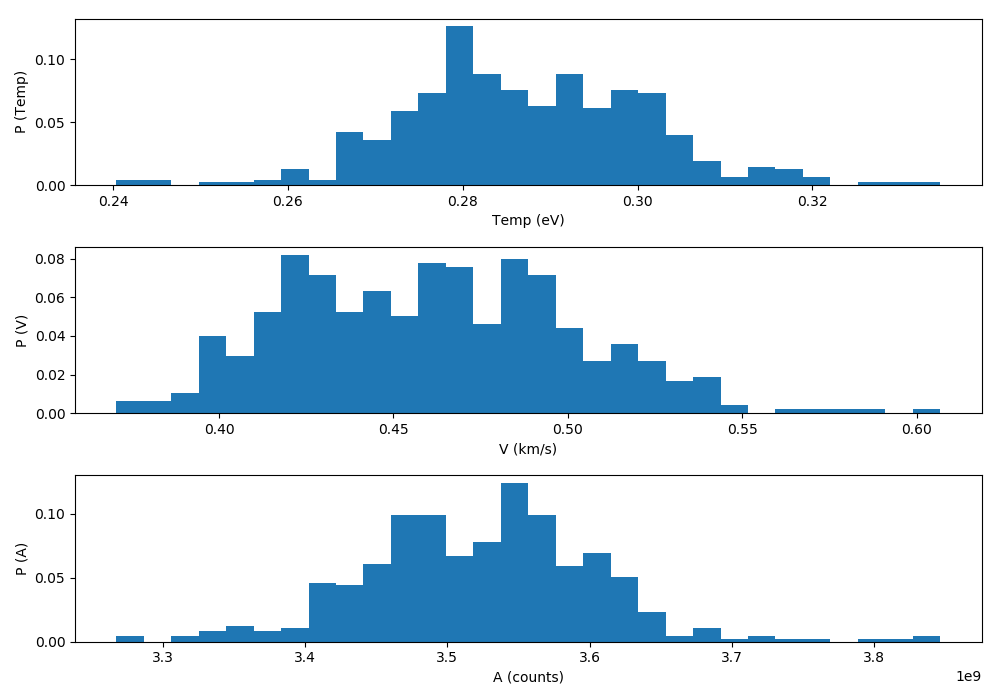 P (Temp)
0.10
0.05
0.00
0.24 0.26 0.28 0.30 0.32
Temp (eV)
P (V)
0.08
0.06
0.04
0.02
0.00
0.40 0.45 0.50 0.55 0.60
V (km/s)
P (A)
0.10
0.05
0.00
3.3 3.4 3.5 3.6 3.7 3.8
1e9
A (counts)